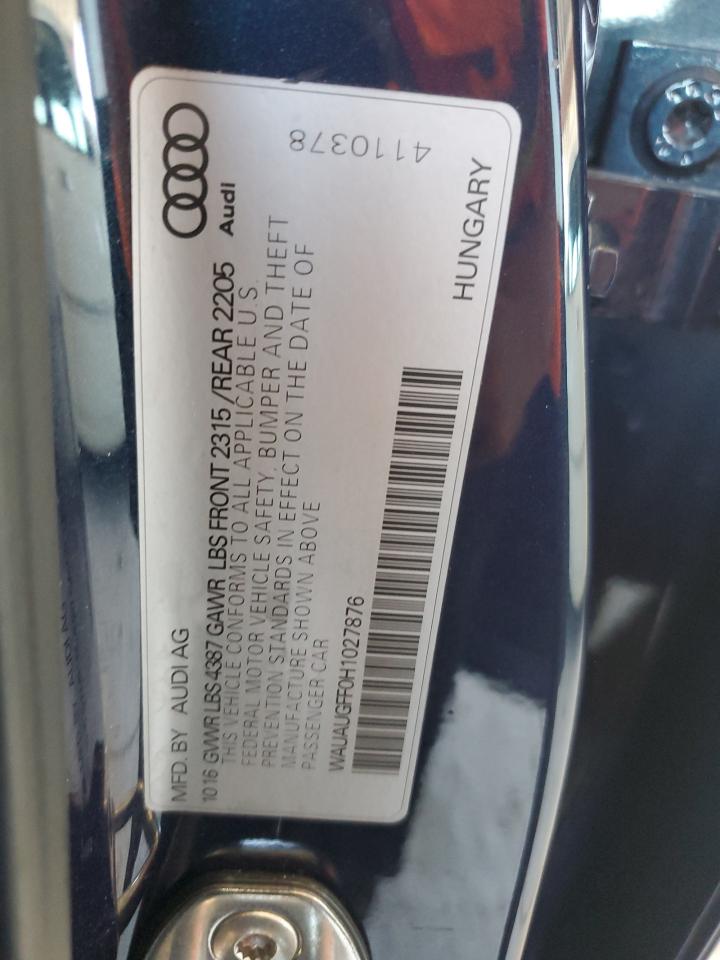 MFD. BY AUDI AG
10 16 GVWR LBS 4387 GAWR LBS FRONT 2315 / REAR 2205
THIS VEHICLE CONFORMS TO ALL APPLICABLE U.S.
FEDERAL MOTOR VEHICLE SAFETY, BUMPER AND THEFT
PREVENTION STANDARDS IN EFFECT ON THE DATE OF
MANUFACTURE SHOWN ABOVE
PASSENGER CAR
WAUAUGFF0H1027876
Audi
4110378
HUNGARY